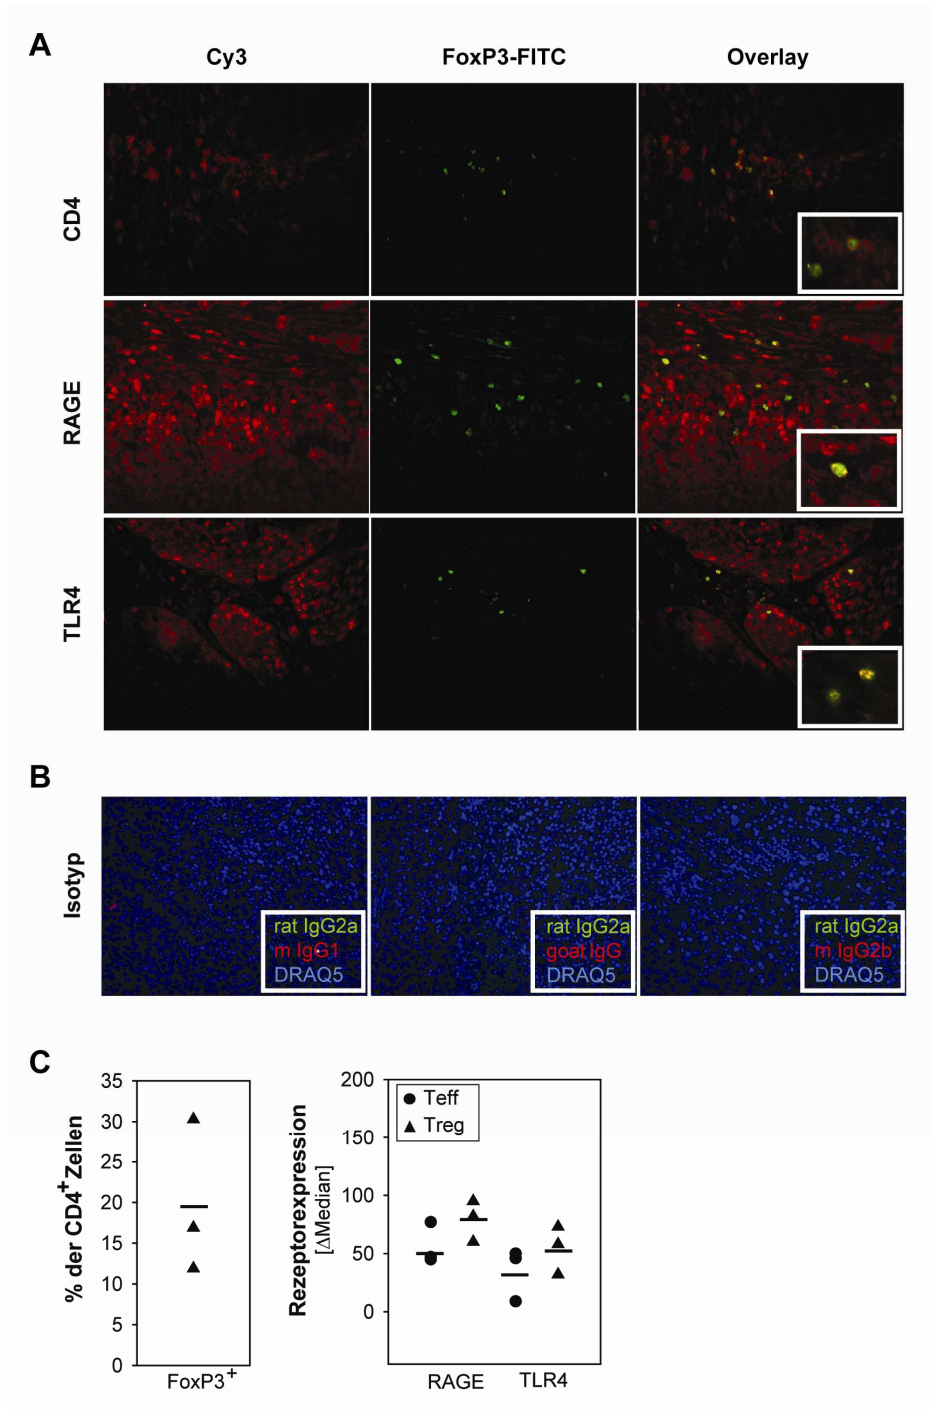 A
Cy3 FoxP3-FITC Overlay
CD4
RAGE
TLR4
B
Isotyp
rat IgG2a
m IgG1
DRAQ5
rat IgG2a
goat IgG
DRAQ5
rat IgG2a
m IgG2b
DRAQ5
C
% der CD4⁺Zellen
35
30
25
20
15
10
5
0
FoxP3⁺
Rezeptorexpression
[ΔMedian]
200
150
100
50
0
Teff
Treg
RAGE TLR4